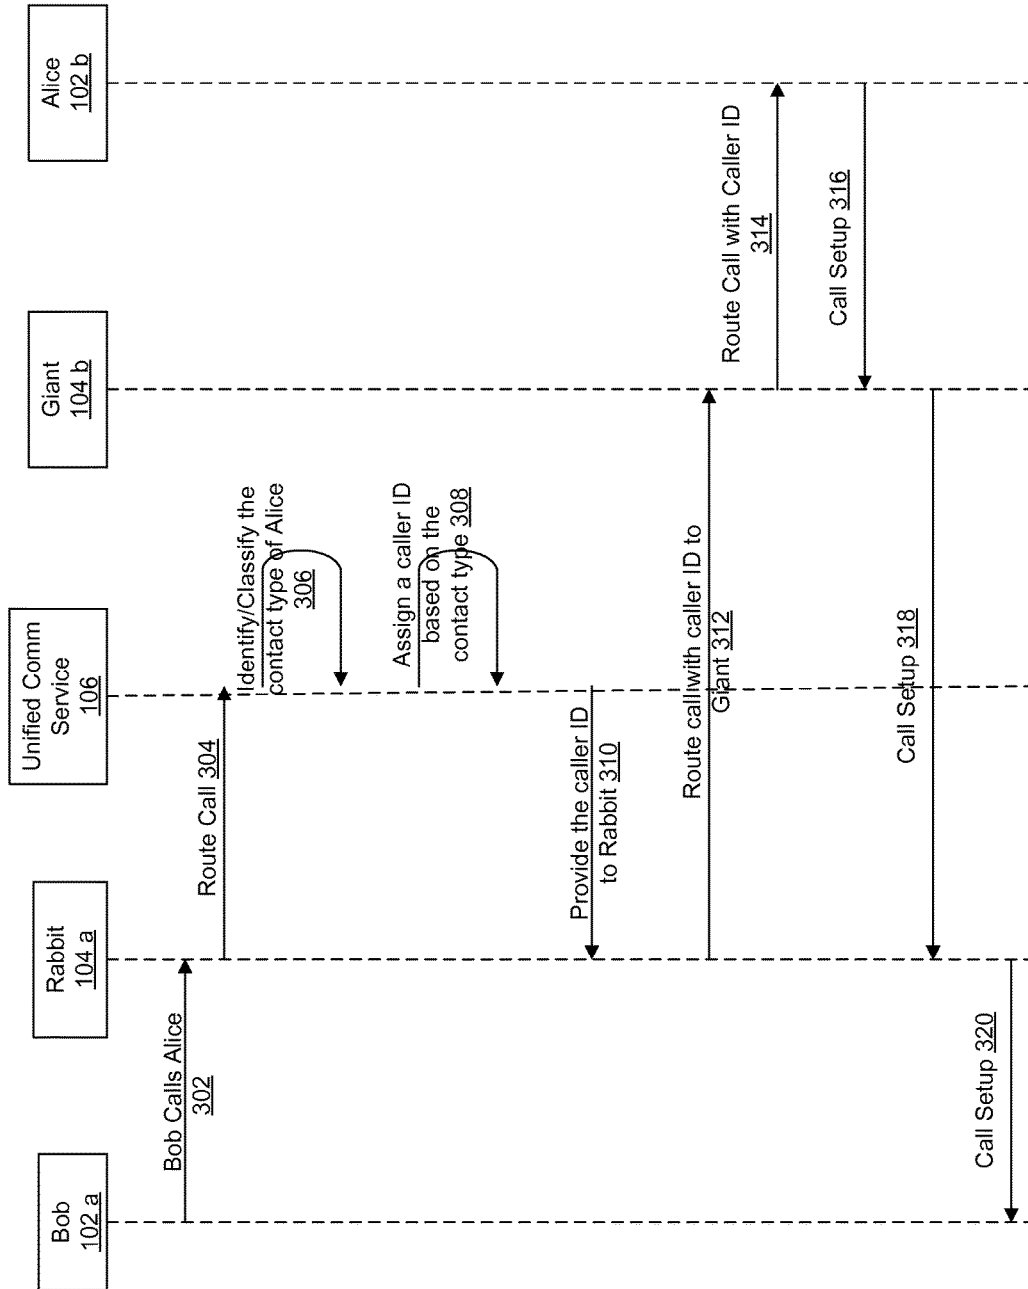 Bob
102 a
Rabbit
104 a
Unified Comm
Service
106
Giant
104 b
Alice
102 b
Bob Calls Alice
302
Route Call 304
Identify/Classify the
contact type of Alice
306
Assign a caller ID
based on the
contact type 308
Provide the caller ID
to Rabbit 310
Route call with caller ID to
Giant 312
Route Call with Caller ID
314
Call Setup 316
Call Setup 318
Call Setup 320